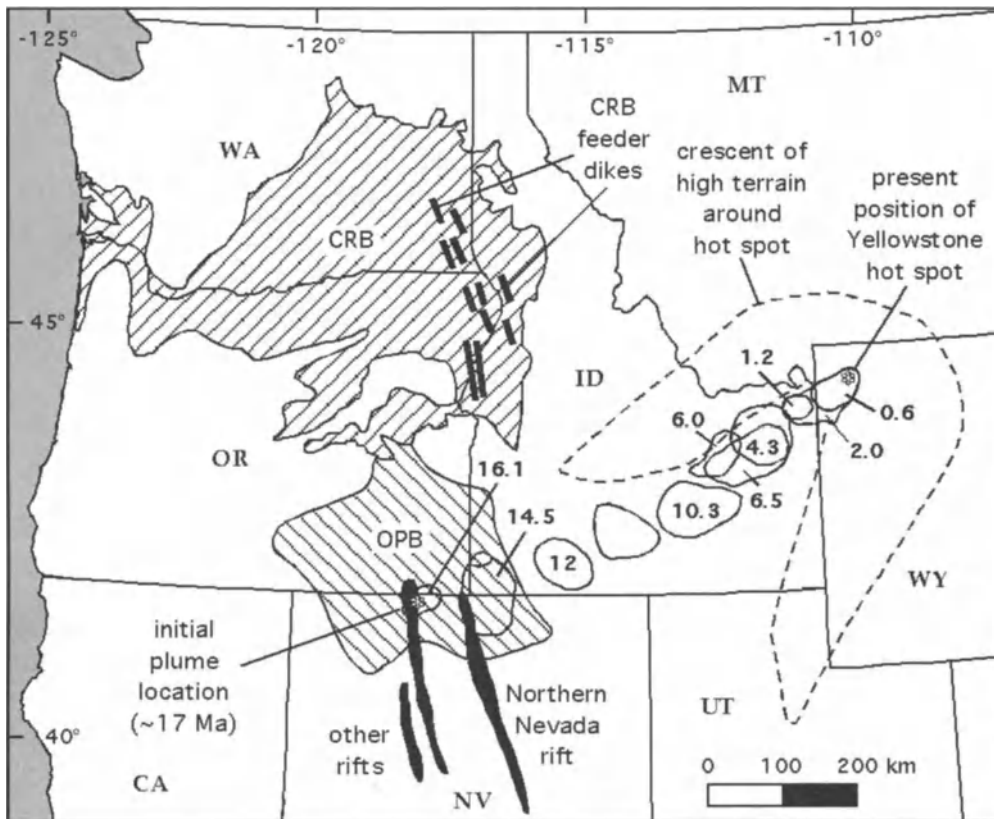 -125°
-120°
-115°
-110°
MT
CRB
feeder
dikes
crescent of
high terrain
around
hot spot
present
position of
Yellowstone
hot spot
WA
CRB
45°
ID
1.2
0.6
2.0
6.0
4.3
6.5
OR
16.1
14.5
10.3
OPB
12
WY
initial
plume
location
(~17 Ma)
other
rifts
Northern
Nevada
rift
UT
40°
CA
NV
0 100 200 km